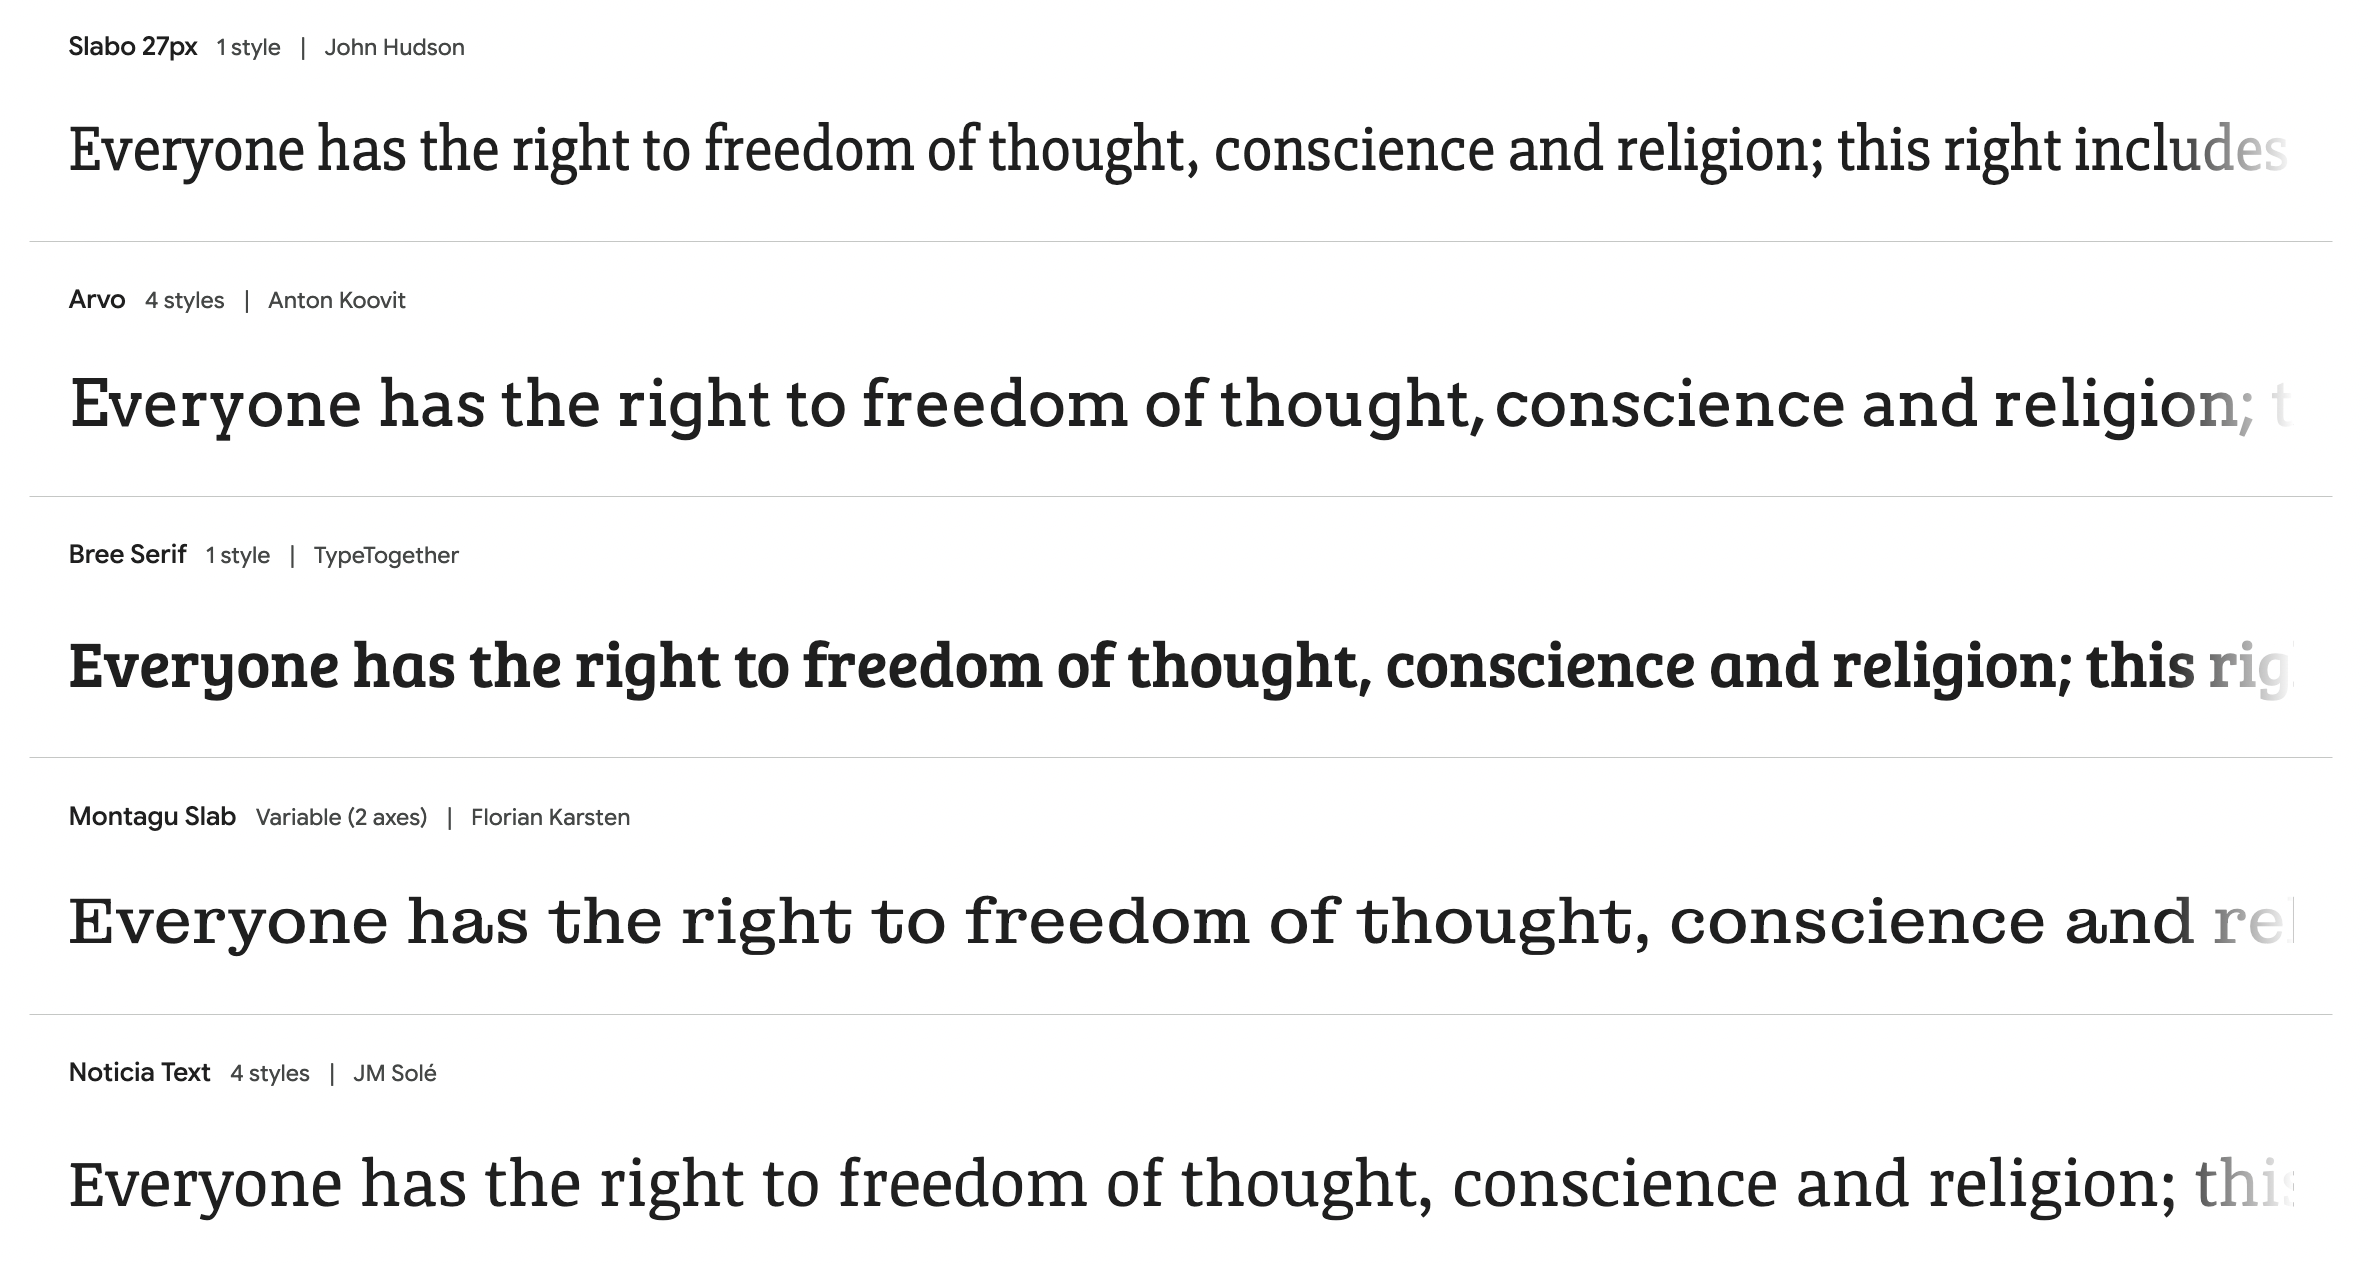 Slabo 27px 1 style | John Hudson
Everyone has the right to freedom of thought, conscience and religion; this right includes
Arvo 4 styles | Anton Koovit
Everyone has the right to freedom of thought, conscience and religion; t
Bree Serif 1 style | TypeTogether
Everyone has the right to freedom of thought, conscience and religion; this rig
Montagu Slab Variable (2 axes) | Florian Karsten
Everyone has the right to freedom of thought, conscience and rel
Noticia Text 4 styles | JM Solé
Everyone has the right to freedom of thought, conscience and religion; this